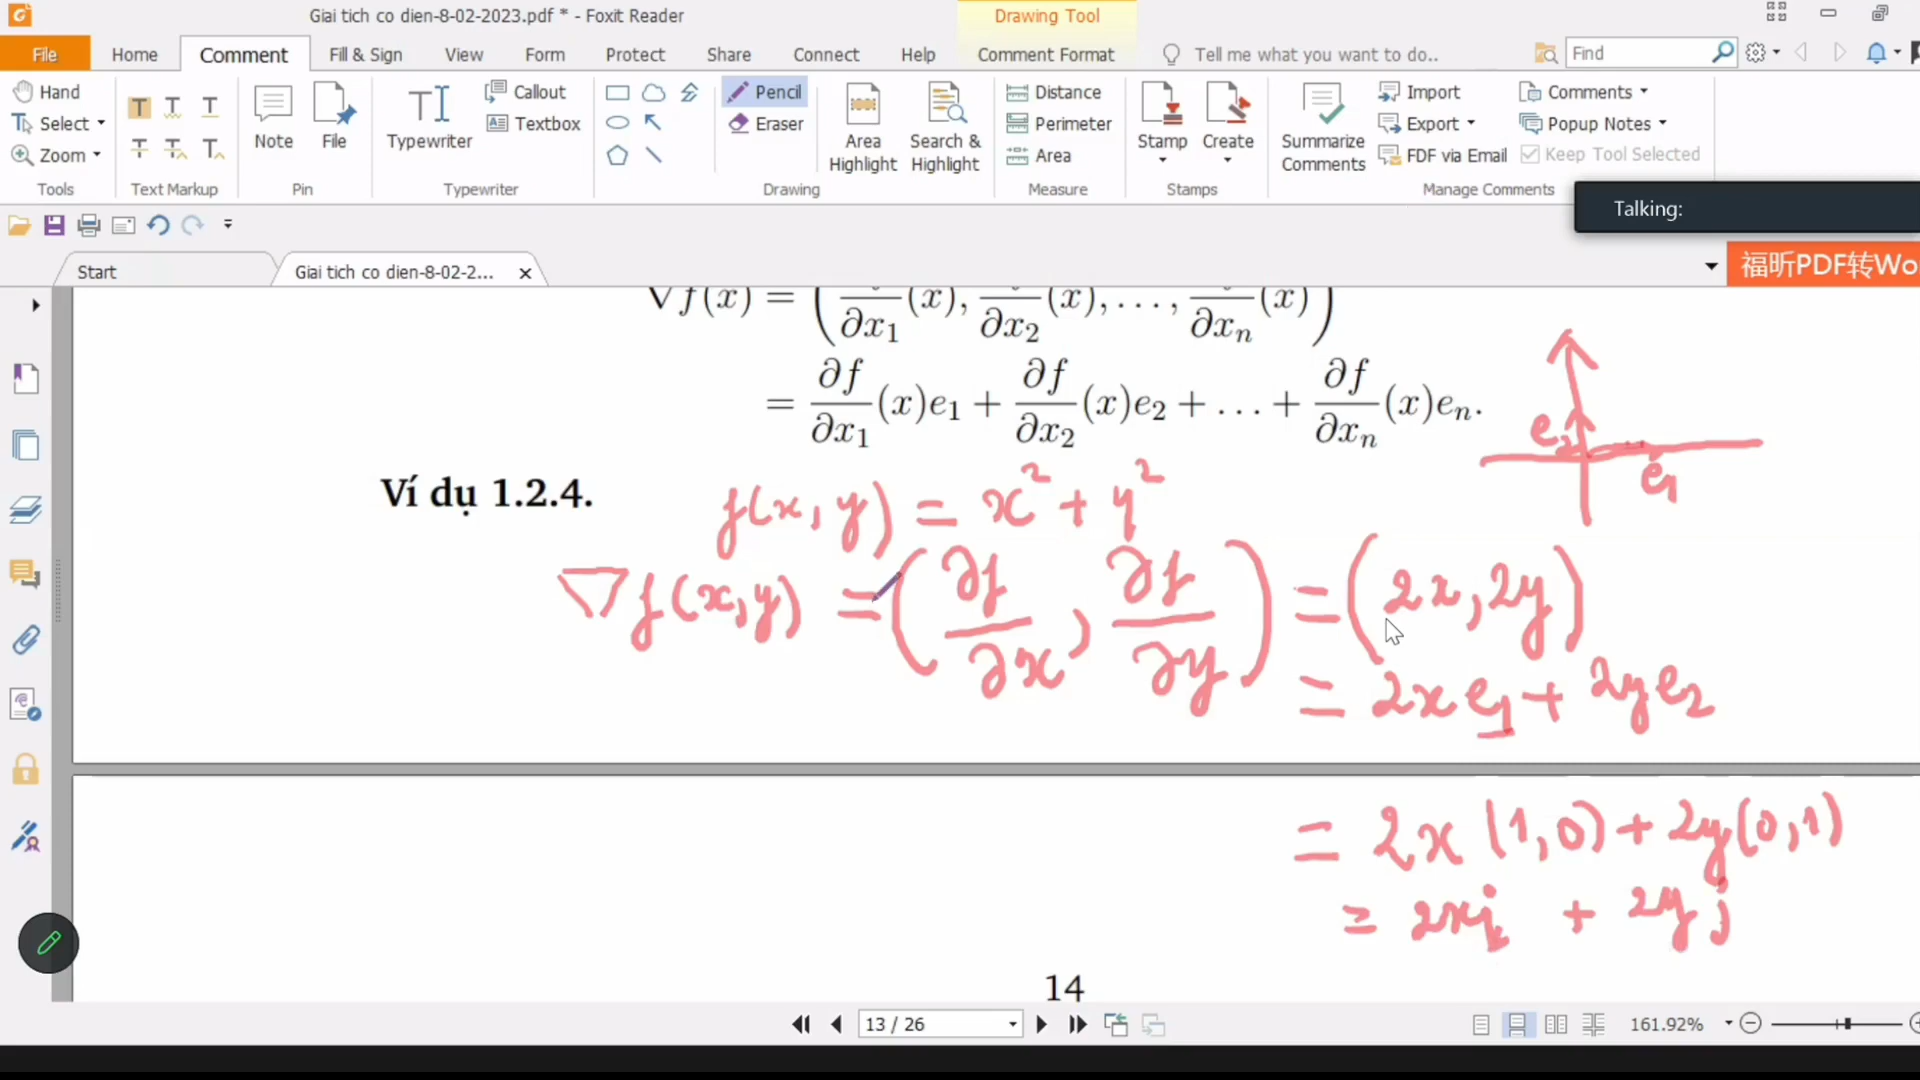 Giai tich co dien-8-02-2023.pdf * - Foxit Reader
Drawing Tool
File Home Comment Fill & Sign View Form Protect Share Connect Help Comment Format Tell me what you want to do.. Find
Hand
Select
Zoom
Tools
Text Markup
Note
File
Pin
Typewriter
Callout
Textbox
Typewriter
Pencil
Eraser
Area Highlight
Search & Highlight
Drawing
Distance
Perimeter
Area
Measure
Stamp
Create
Stamps
Summarize Comments
Import
Export
FDF via Email
Comments
Popup Notes
Keep Tool Selected
Manage Comments
Talking:
Start
Giai tich co dien-8-02-2...
福昕PDF转Wo
∇f(x) = ( /∂x₁ (x), /∂x₂ (x), ..., /∂xₙ (x) )
= ∂f/∂x₁ (x)e₁ + ∂f/∂x₂ (x)e₂ + ... + ∂f/∂xₙ (x)eₙ.
e₂
e₁
Ví dụ 1.2.4.
f(x, y) = x² + y²
∇f(x,y) = (∂f/∂x, ∂f/∂y) = (2x, 2y)
= 2x e₁ + 2y e₂
= 2x (1,0) + 2y(0,1)
= 2xi + 2yj
14
13 / 26
161.92%